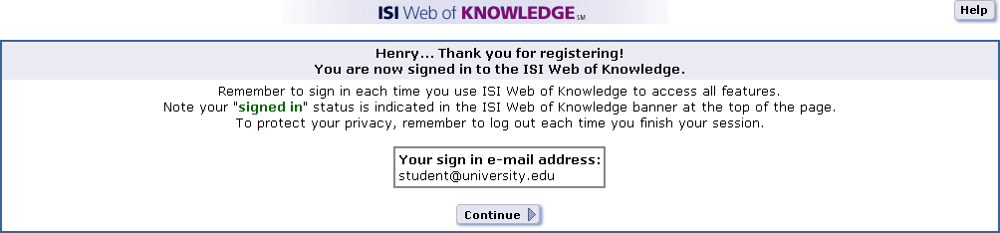 ISI Web of KNOWLEDGE SM
Help
Henry... Thank you for registering!
You are now signed in to the ISI Web of Knowledge.
Remember to sign in each time you use ISI Web of Knowledge to access all features.
Note your "signed in" status is indicated in the ISI Web of Knowledge banner at the top of the page.
To protect your privacy, remember to log out each time you finish your session.
Your sign in e-mail address:
student@university.edu
Continue